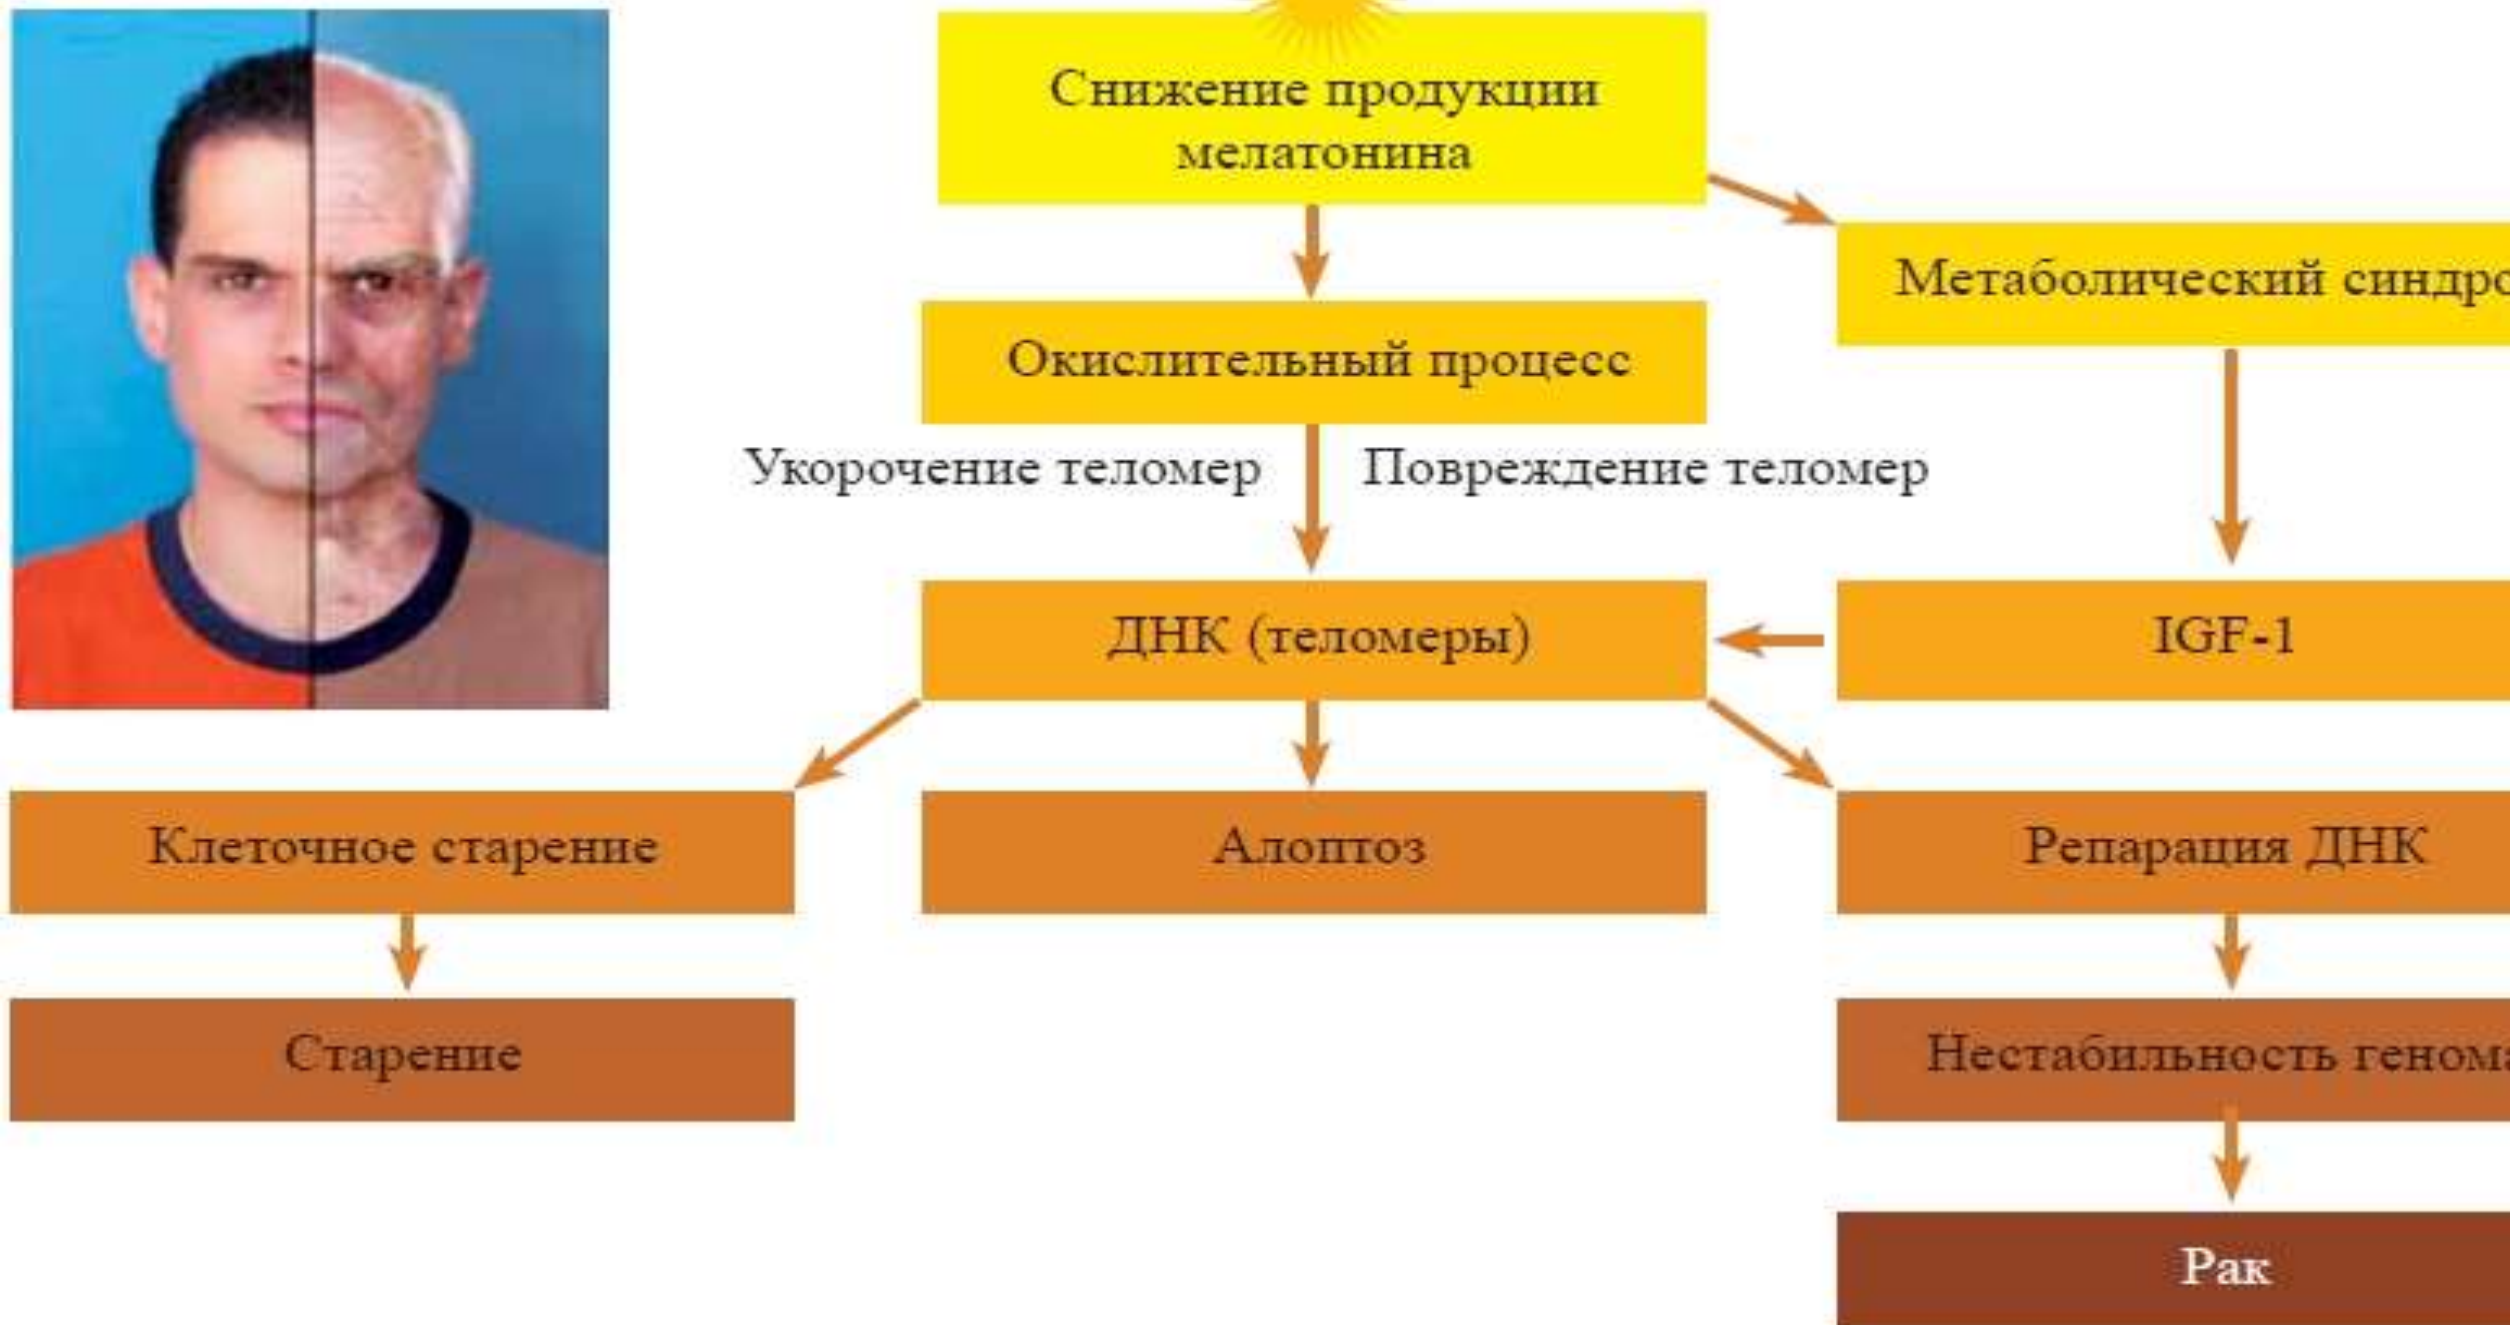 Снижение продукции
мелатонина
Метаболический синдро
Окислительный процесс
Укорочение теломер
Повреждение теломер
ДНК (теломеры)
IGF-1
Клеточное старение
Алоптоз
Репарация ДНК
Старение
Нестабильность генома
Рак